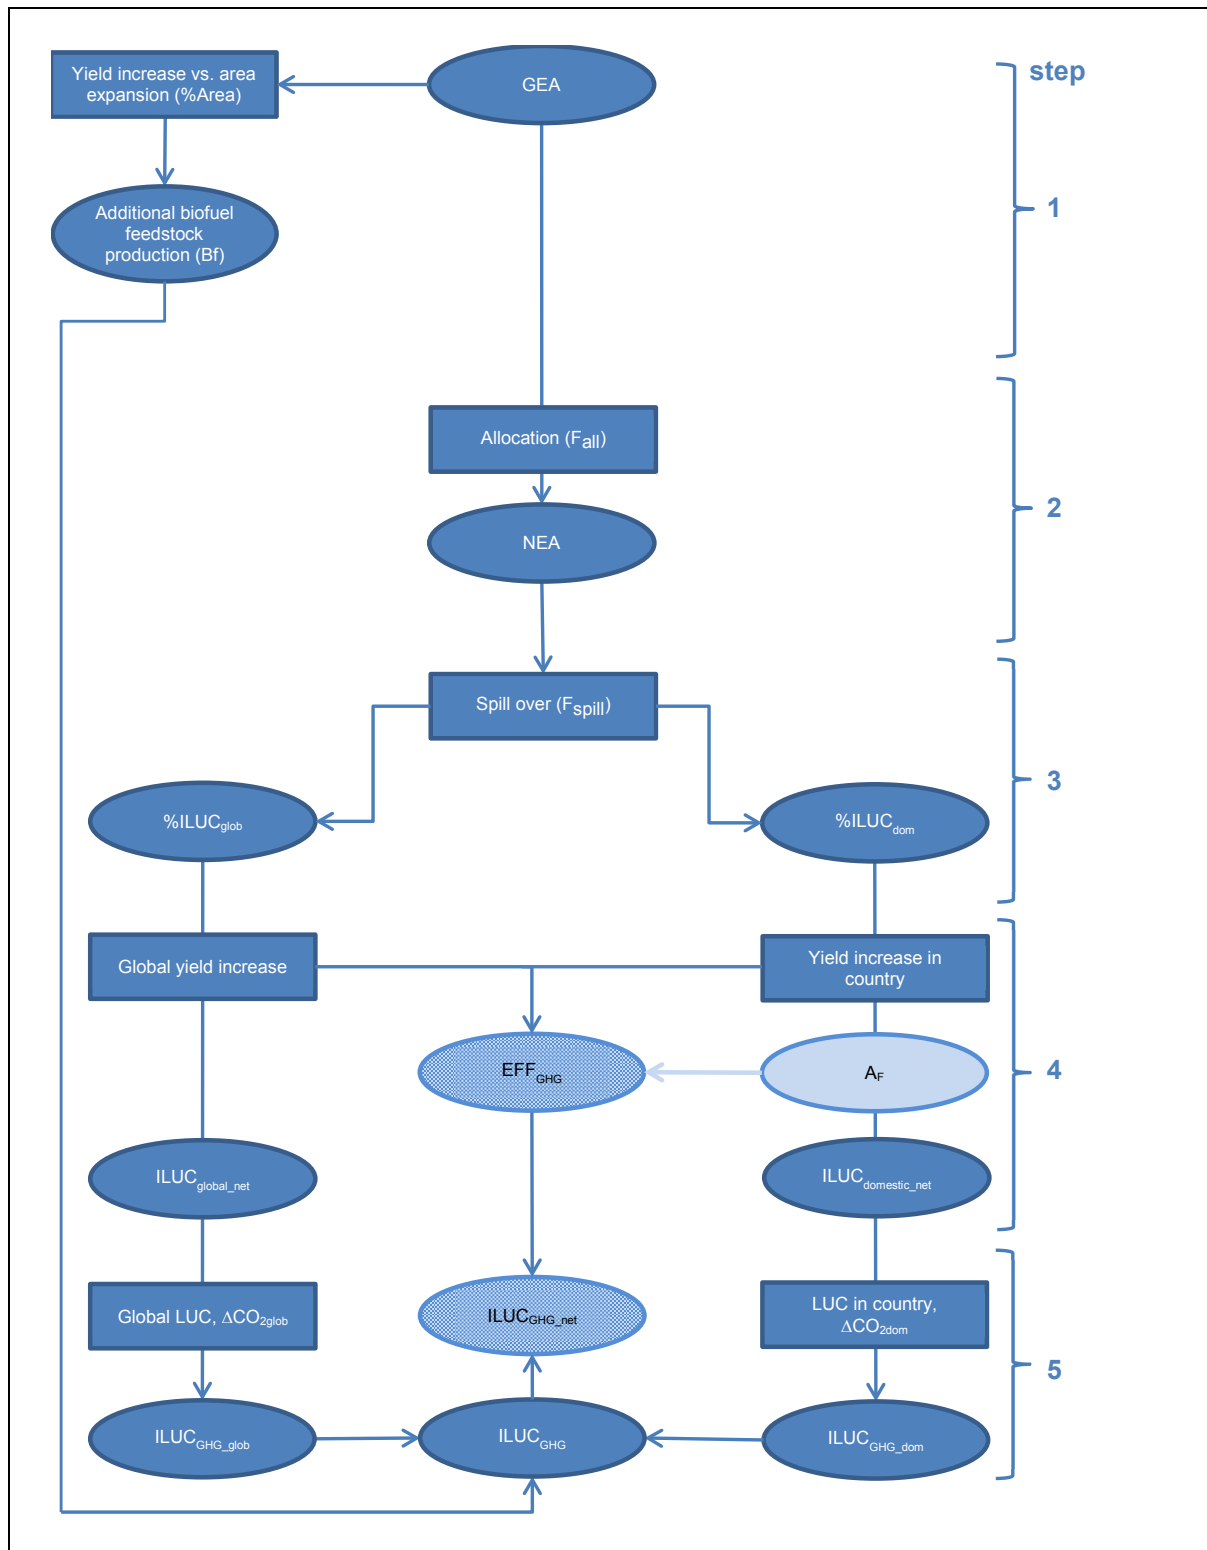 step
Yield increase vs. area
expansion (%Area)
GEA
1
Additional biofuel
feedstock
production (Bf)
Allocation (Fall)
2
NEA
3
Spill over (Fspill)
%ILUCglob
%ILUCdom
4
Global yield increase
Yield increase in
country
EFFGHG
AF
ILUCglobal_net
ILUCdomestic_net
5
Global LUC, ΔCO2glob
ILUCGHG_net
LUC in country,
ΔCO2dom
ILUCGHG_glob
ILUCGHG
ILUCGHG_dom